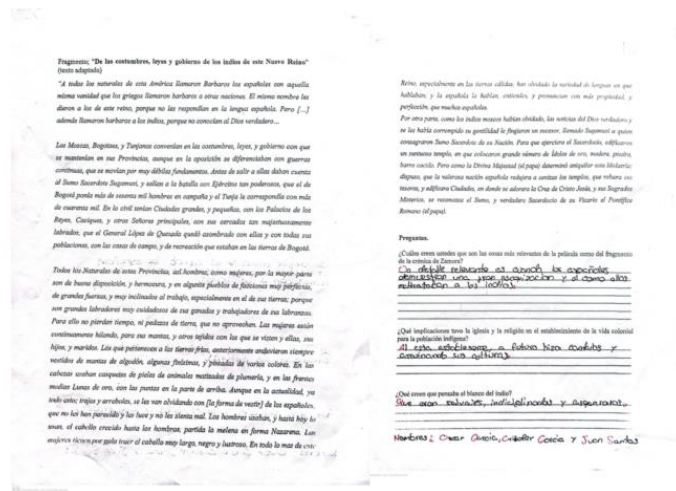 Fragmento; "De las costumbres, leyes y gobierno de los indios de este Nuevo Reino"
(texto adaptado)
"A todos los naturales de esta América llamaron Barbaros los españoles con aquella
misma vanidad que los griegos llamaron barbaros a otras naciones. El mismo nombre las
dieron a los de este reino, porque no las respondían en la lengua española. Pero [...]
además llamaron barbaros a los indios, porque no conocían al Dios verdadero...
Los Moscas, Bogotaes, y Tunjanos convenían en las costumbres, leyes, y gobierno con que
se mantenían en sus Provincias, aunque en la oposición se diferenciaban con guerras
continuas, que se movían por muy débiles fundamentos. Antes de salir a ellas daban cuenta
al Sumo Sacerdote Sugamuxi, y salían a la batalla con Ejércitos tan poderosos, que el de
Bogotá ponía más de sesenta mil hombres en campaña y el Tunja le correspondía con más
de cuarenta mil. En lo civil tenían Ciudades grandes, y pequeñas, con los Palacios de los
Reyes, Caciques, y otros Señores principales, con sus cercados tan majestuosamente
labrados, que el General López de Quesada quedó asombrado con ellas y con todas sus
poblaciones, con las casas de campo, y de recreación que estaban en las tierras de Bogotá.
Todos los Naturales de estas Provincias, así hombres, como mujeres, por la mayor parte
son de buena disposición, y hermosura, y en algunos pueblos de facciones muy perfectas,
de grandes fuerzas, y muy inclinados al trabajo, especialmente en el de sus tierras; porque
son grandes labradores muy cuidadosos de sus ganados y trabajadores de sus labranzas.
Para ello no pierden tiempo, ni pedazos de tierra, que no aprovechen. Las mujeres están
continuamente hilando, para sus mantas, y otros tejidos con las que se visten y ellas, sus
hijos, y maridos. Los que pertenecen a las tierras frías, anteriormente anduvieron siempre
vestidos de mantas de algodón, algunas finísimas, y pintadas de varios colores. En las
cabezas usaban casquetes de pieles de animales matizados de plumería, y en las frentes
medias Lunas de oro, con las puntas en la parte de arriba. Aunque en la actualidad, ya
todo esto; trajes y arreboles, se les van olvidando con [la forma de vestir] de los españoles,
que no les han parecido y les luce y no les sienta mal. Los hombres usaban, y hasta hoy lo
usan, el cabello crecido hasta los hombros, partida la melena en forma Nazarena. Las
mujeres tienen por gala traer el cabello muy largo, negro y lustroso. En todo lo mas de este
Reino, especialmente en las tierras cálidas, han olvidado la variedad de lenguas en que
hablaban, y la española la hablan, entienden, y pronuncian con más propiedad, y
perfección, que muchos españoles.
Por otra parte, como los indios moscas habían olvidado, las noticias del Dios verdadero y
se les había corrompido su gentilidad le fingieron un sucesor, llamado Sugamuxi a quien
consagraron Sumo Sacerdote de su Nación. Para que ejerciera el Sacerdocio, edificaron
un suntuoso templo, en que colocaron grande número de ídolos de oro, madera, piedra,
barro cocido. Pero como la Divina Majestad (el papa) determinó aniquilar esta Idolatría;
dispuso, que la valerosa nación española redujera a cenizas los templos, que robara sus
tesoros, y edificara Ciudades, en donde se adorara la Cruz de Cristo Jesús, y sus Sagrados
Misterios, se reconociera el Sumo, y verdadero Sacerdocio de su Vicario el Pontífice
Romano (el papa).
Preguntas.
¿Cuáles creen ustedes que son las cosas más relevantes de la película como del fragmento
de la crónica de Zamora?
Un detalle relevante es cuando los españoles
demuestran una gran organizacion y el como ellos
maltrataban a los indios.
¿Qué implicaciones tuvo la iglesia y la religión en el establecimiento de la vida colonial
para la población indígena?
Al esta establecerse, a futuro hizo cambios y
arruinando sus culturas
¿Qué creen que pensaba el blanco del indio?
Que eran salvajes, indiciplinados y asquerosos.
Nombres: Omar Garcia, Cristofer Garcia y Juan Santos